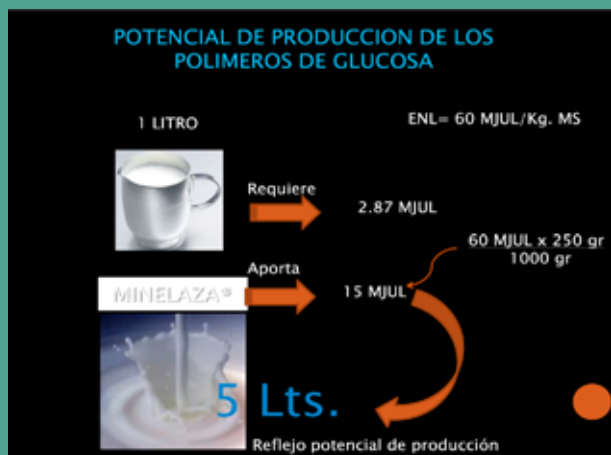 POTENCIAL DE PRODUCCION DE LOS
POLIMEROS DE GLUCOSA
1 LITRO
ENL= 60 MJUL/Kg. MS
Requiere
2.87 MJUL
60 MJUL x 250 gr
1000 gr
Aporta
MINELAZA®
15 MJUL
5 Lts.
Reflejo potencial de producción